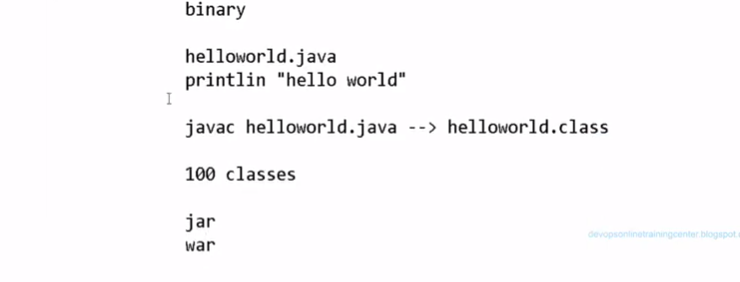 binary
helloworld.java
printlin "hello world"
javac helloworld.java --> helloworld.class
100 classes
jar
devopsonlinetrainingcenter.blogspot.
war